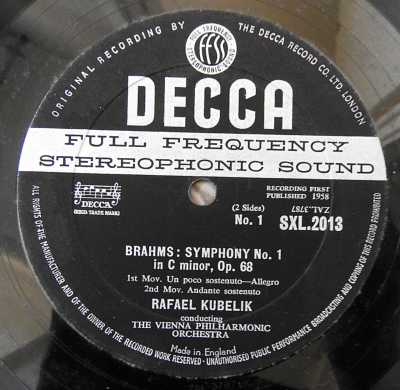 ORIGINAL RECORDING BY
THE DECCA RECORD CO. LTD. LONDON
FULL FREQUENCY
FFSS
STEREOPHONIC SOUND
DECCA
FULL FREQUENCY
STEREOPHONIC SOUND
DECCA
(REGD. TRADE MARK)
RECORDING FIRST
PUBLISHED 1958
ZAL.3787
(2 Sides)
No. 1
SXL.2013
BRAHMS: SYMPHONY No. 1
in C minor, Op. 68
1st Mov. Un poco sostenuto—Allegro
2nd Mov. Andante sostenuto
RAFAEL KUBELIK
conducting
THE VIENNA PHILHARMONIC
ORCHESTRA
Made in England
ALL RIGHTS OF THE MANUFACTURER AND OF THE OWNER OF THE RECORDED WORK RESERVED - UNAUTHORISED PUBLIC PERFORMANCE BROADCASTING AND COPYING OF THIS RECORD PROHIBITED